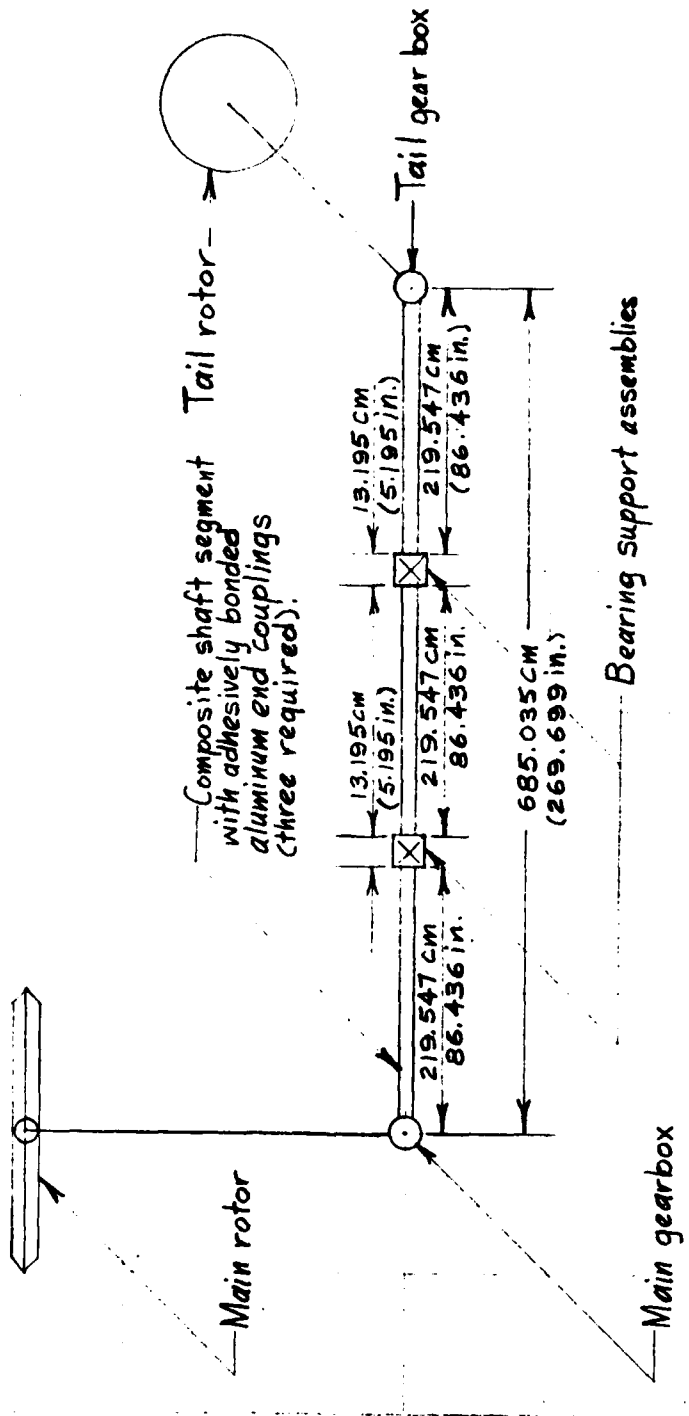 Composite shaft segment
with adhesively bonded
aluminum end couplings
(three required).
Tail rotor
Main rotor
Tail gear box
13.195cm
(5.195 in.)
13.195 cm
(5.195 in.)
219.547 cm
86.436 in.
219.547 cm
86.436 in.
219.547 cm
(86.436 in.)
685.035 cm
(269.699 in.)
Bearing support assemblies
Main gearbox